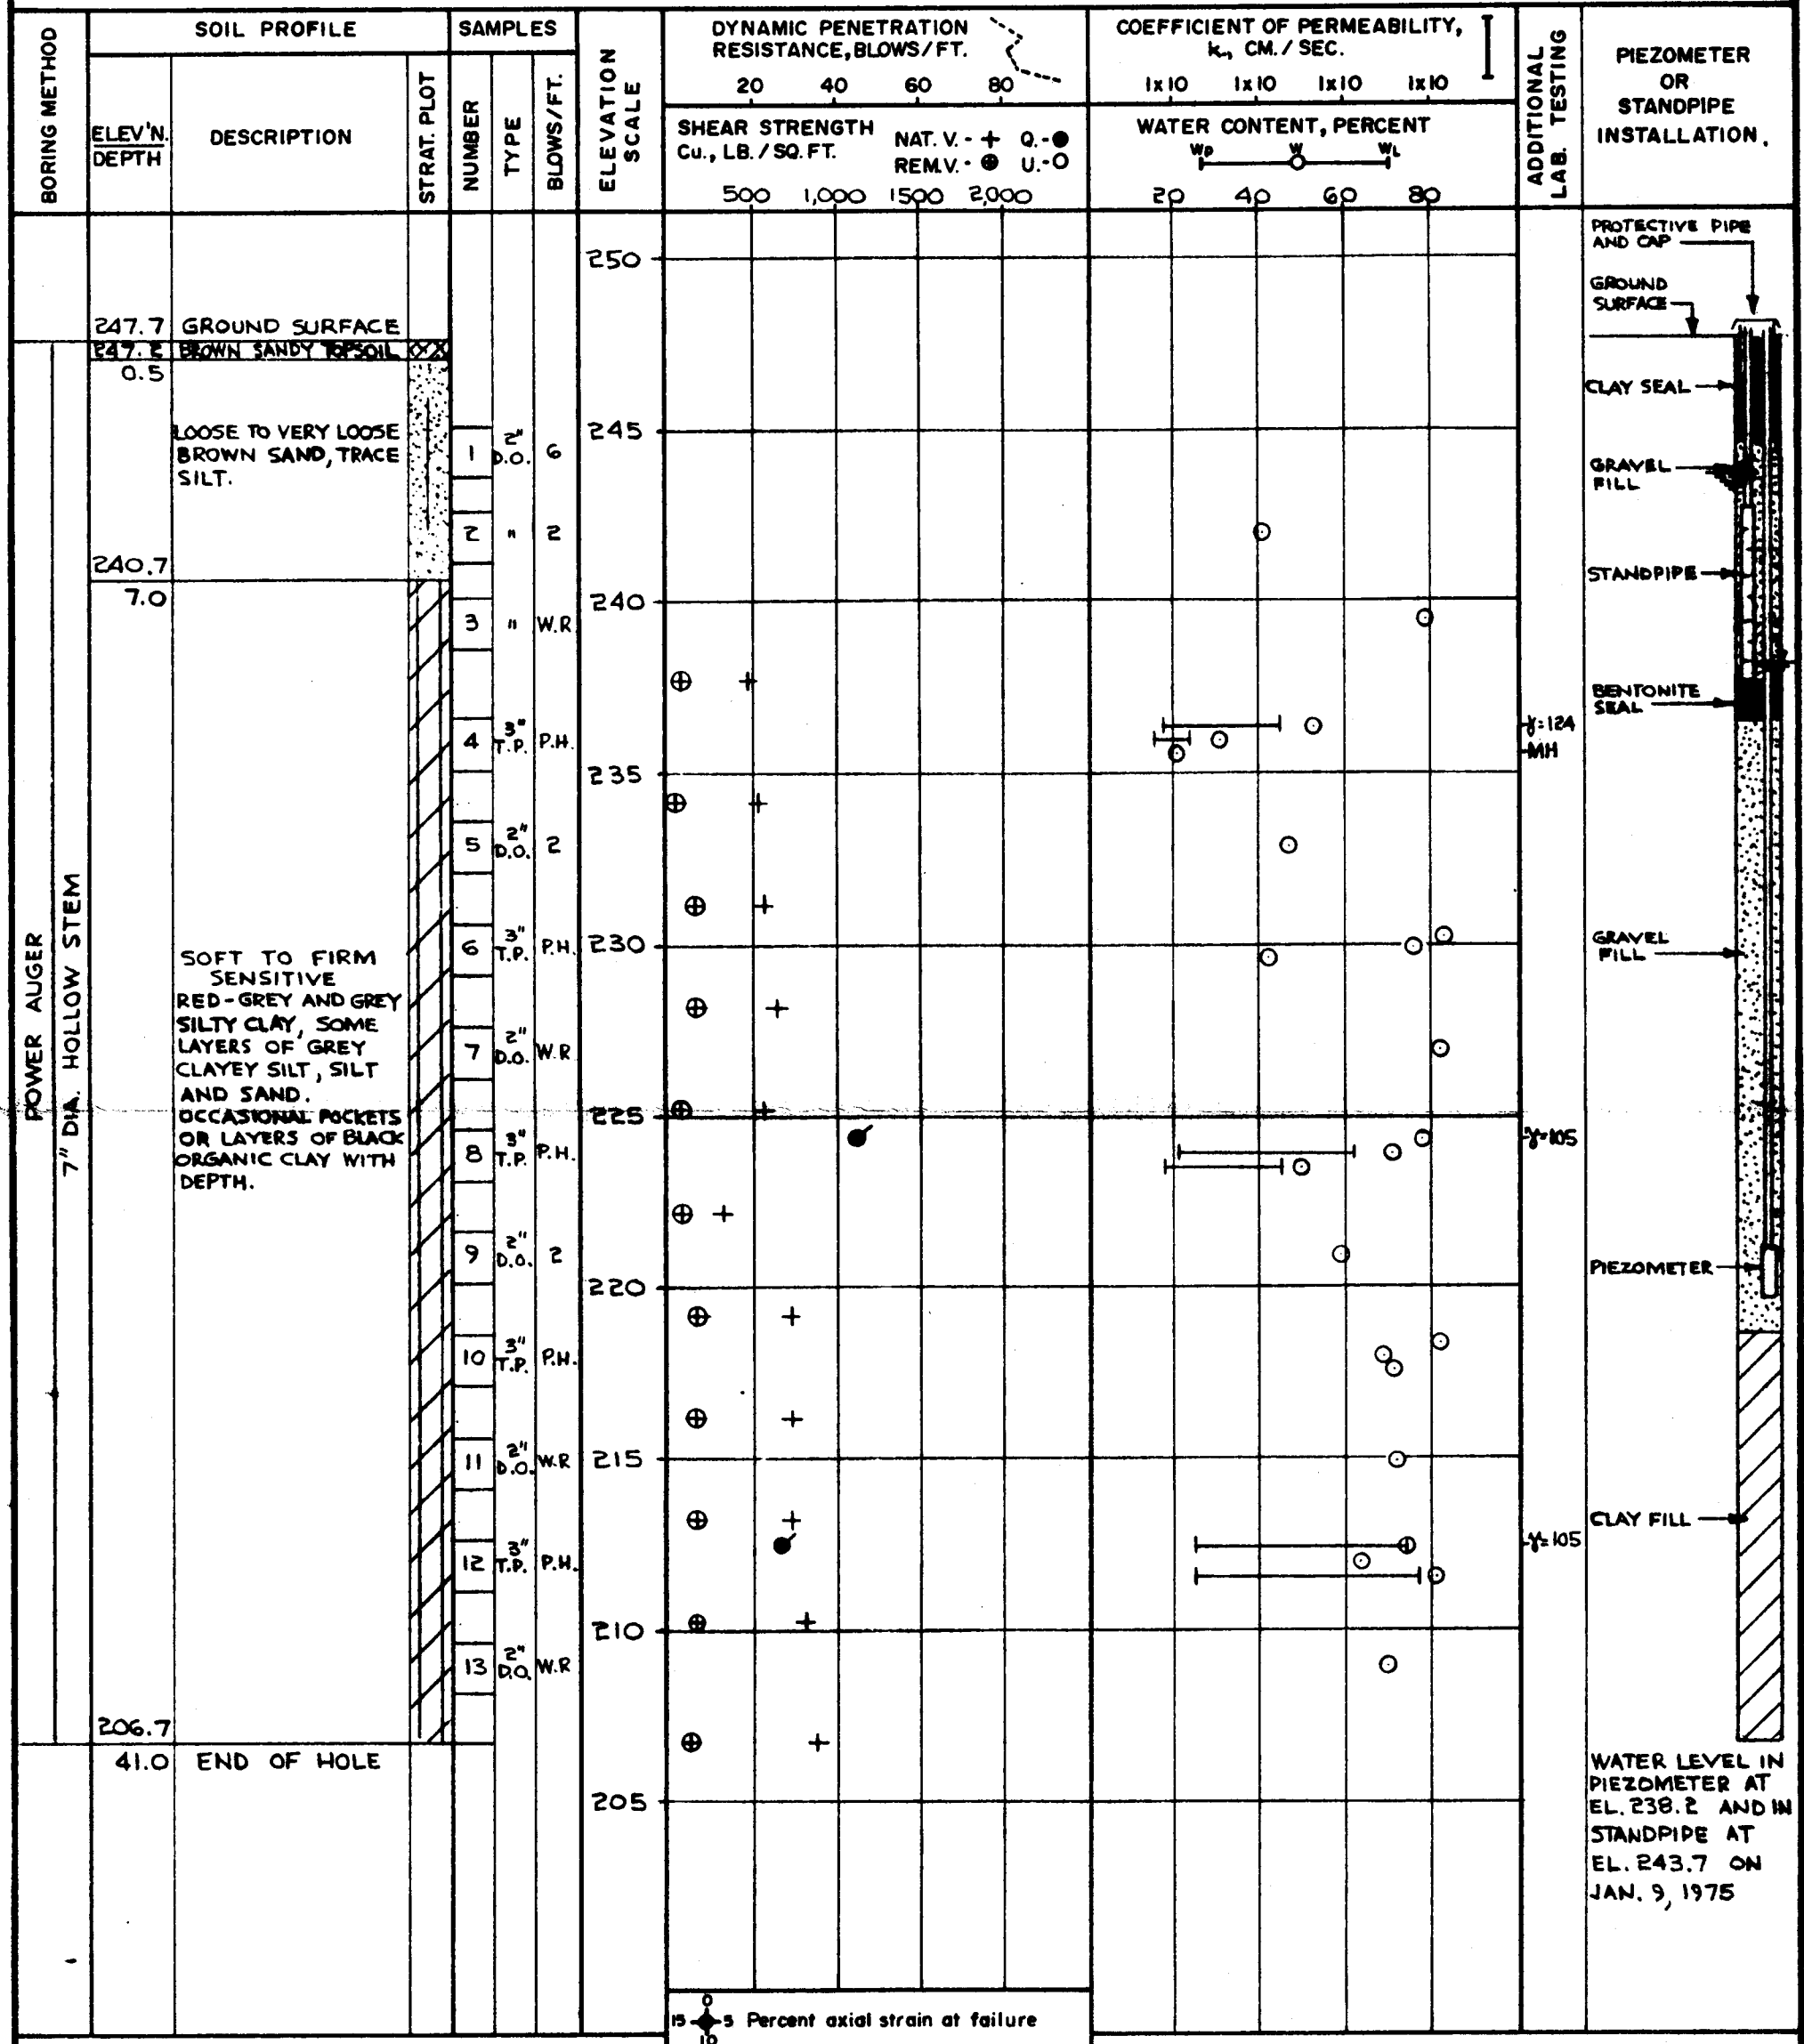 BORING METHOD
SOIL PROFILE
ELEV'N.
DEPTH
DESCRIPTION
STRAT. PLOT
SAMPLES
NUMBER
TYPE
BLOWS/FT.
ELEVATION
SCALE
DYNAMIC PENETRATION
RESISTANCE, BLOWS/FT.
20 40 60 80
SHEAR STRENGTH
Cu., LB./SQ.FT.
NAT. V. - + Q. - ●
REM.V. - ⊕ U. - O
500 1,000 1500 2,000
COEFFICIENT OF PERMEABILITY,
k., CM./SEC.
1x10 1x10 1x10 1x10
WATER CONTENT, PERCENT
Wp W WL
20 40 60 80
ADDITIONAL
LAB. TESTING
PIEZOMETER
OR
STANDPIPE
INSTALLATION.
POWER AUGER
7" DIA. HOLLOW STEM
247.7 GROUND SURFACE
247.2 BROWN SANDY TOPSOIL
0.5
LOOSE TO VERY LOOSE
BROWN SAND, TRACE
SILT.
240.7
7.0
SOFT TO FIRM
SENSITIVE
RED-GREY AND GREY
SILTY CLAY, SOME
LAYERS OF GREY
CLAYEY SILT, SILT
AND SAND.
OCCASIONAL POCKETS
OR LAYERS OF BLACK
ORGANIC CLAY WITH
DEPTH.
206.7
41.0 END OF HOLE
1 2" D.O. 6
2 " 2
3 " W.R
4 3" T.P. P.H.
5 2" D.O. 2
6 3" T.P. P.H.
7 2" D.O. W.R
8 3" T.P. P.H.
9 2" D.O. 2
10 3" T.P. P.H.
11 2" D.O. W.R
12 3" T.P. P.H.
13 2" D.O. W.R
250
245
240
235
230
225
220
215
210
205
γ=124
MH
γ=105
γ=105
PROTECTIVE PIPE
AND CAP
GROUND
SURFACE
CLAY SEAL
GRAVEL
FILL
STANDPIPE
BENTONITE
SEAL
GRAVEL
FILL
PIEZOMETER
CLAY FILL
WATER LEVEL IN
PIEZOMETER AT
EL. 238.2 AND IN
STANDPIPE AT
EL. 243.7 ON
JAN. 9, 1975
0
15 5 Percent axial strain at failure
10